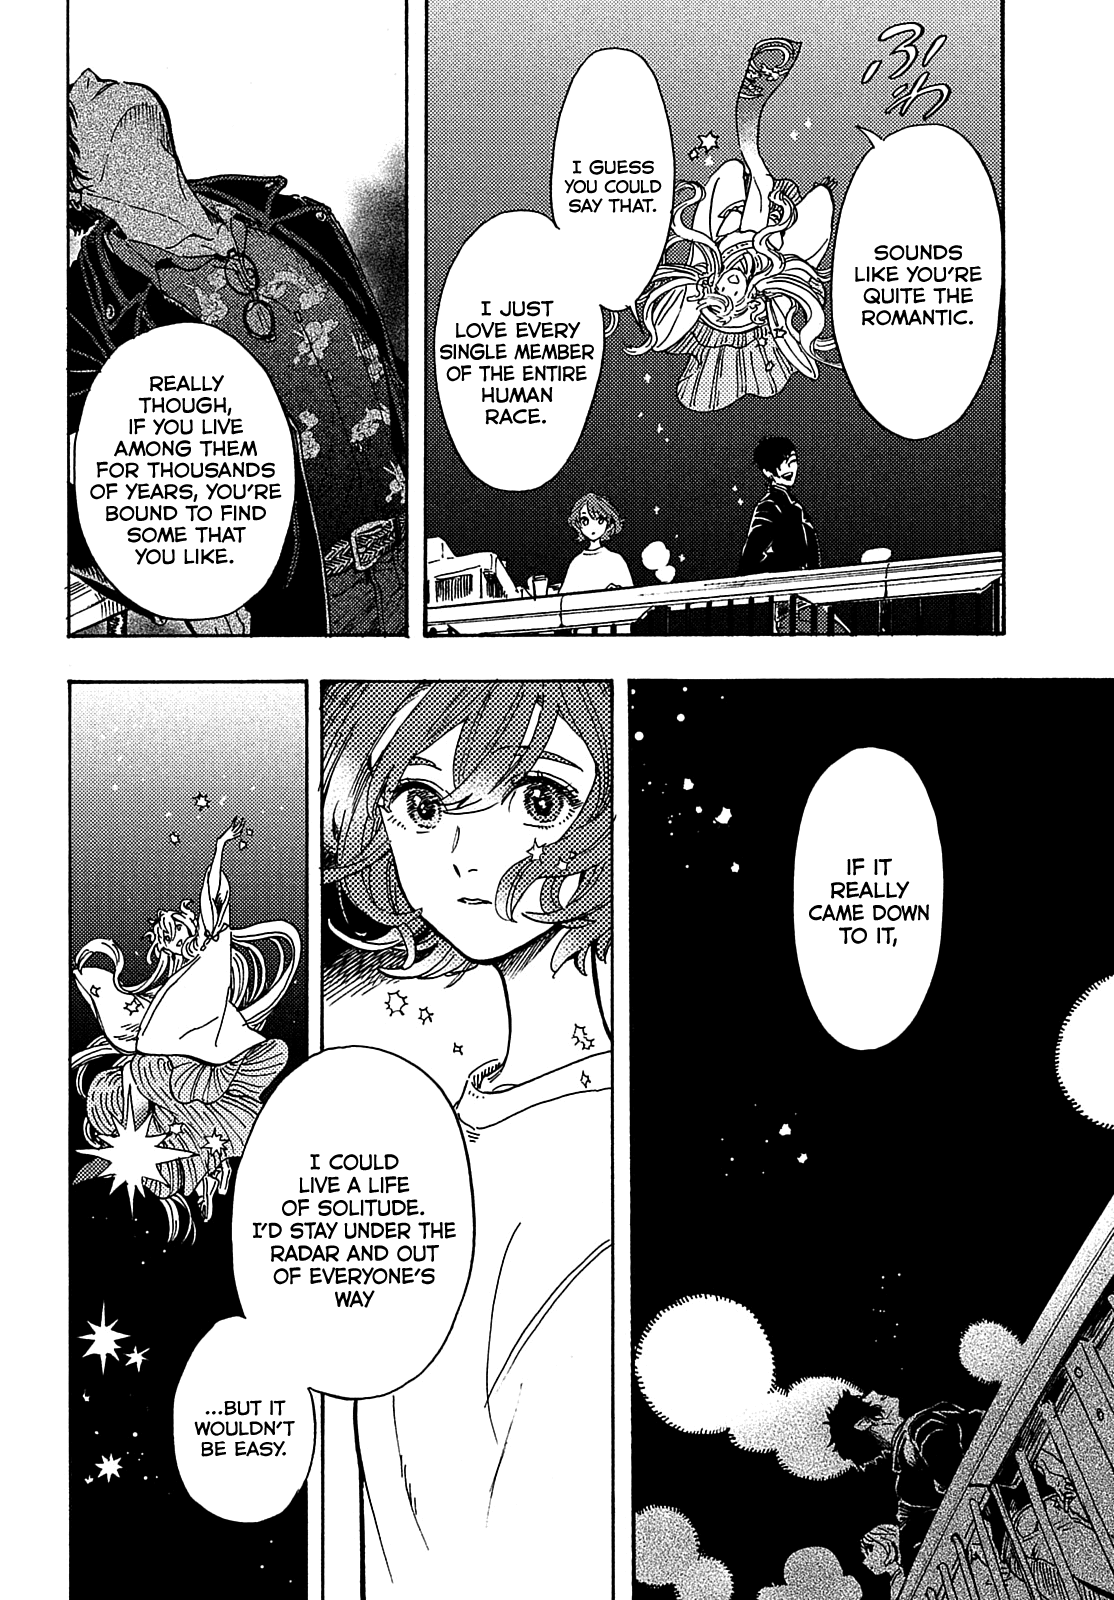 ふわ
SOUNDS
LIKE YOU'RE
QUITE THE
ROMANTIC.
I GUESS
YOU COULD
SAY THAT.
I JUST
LOVE EVERY
SINGLE MEMBER
OF THE ENTIRE
HUMAN
RACE.
REALLY
THOUGH,
IF YOU LIVE
AMONG THEM
FOR THOUSANDS
OF YEARS, YOU'RE
BOUND TO FIND
SOME THAT
YOU LIKE.
IF IT
REALLY
CAME DOWN
TO IT,
I COULD
LIVE A LIFE
OF SOLITUDE.
I'D STAY UNDER THE
RADAR AND OUT
OF EVERYONE'S
WAY
...BUT IT
WOULDN'T
BE EASY.